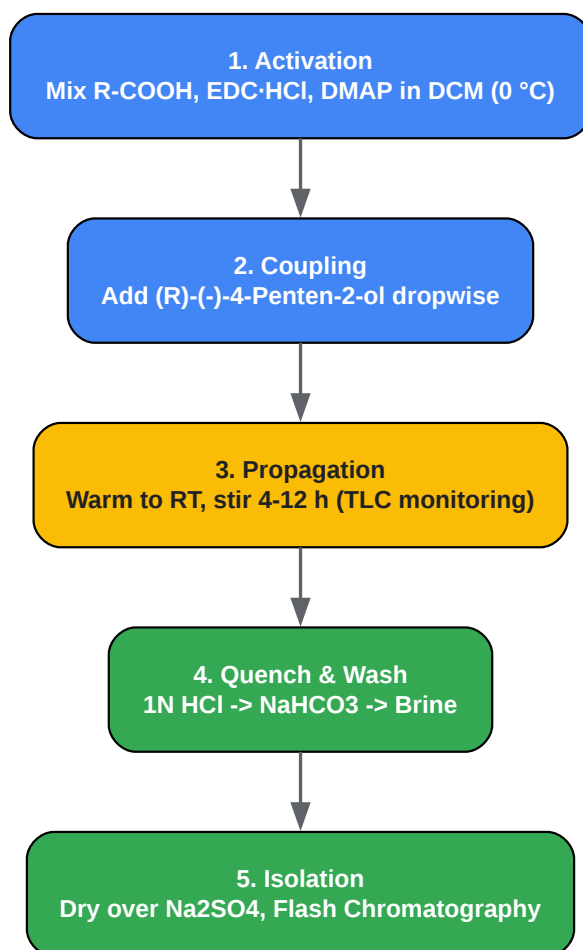 1. Activation
Mix R-COOH, EDC·HCl, DMAP in DCM (0 °C)
2. Coupling
Add (R)-(-)-4-Penten-2-ol dropwise
3. Propagation
Warm to RT, stir 4-12 h (TLC monitoring)
4. Quench & Wash
1N HCl -> NaHCO3 -> Brine
5. Isolation
Dry over Na2SO4, Flash Chromatography